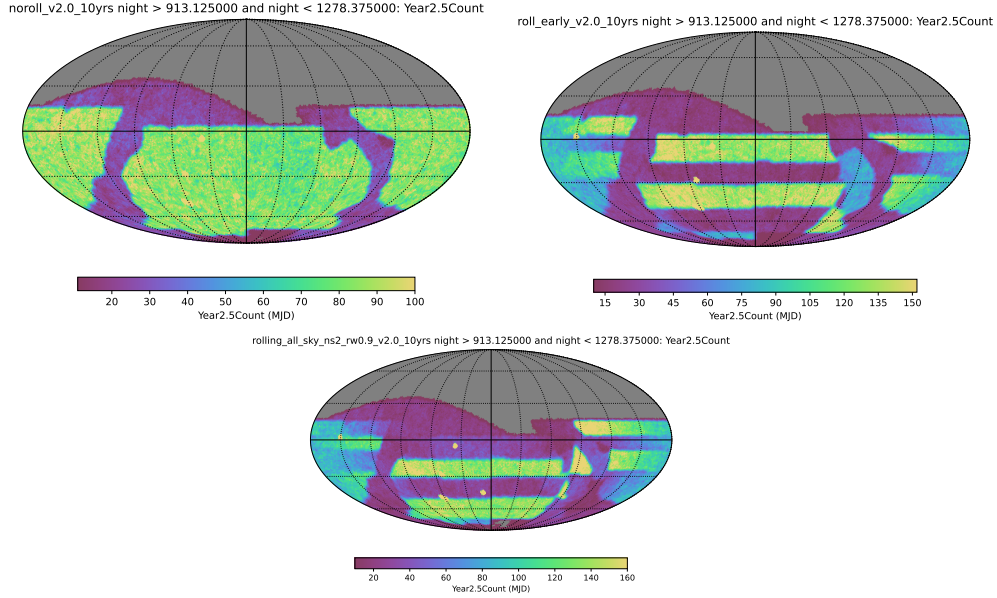 noroll_v2.0_10yrs night > 913.125000 and night < 1278.375000: Year2.5Count
20 30 40 50 60 70 80 90 100
Year2.5Count (MJD)
roll_early_v2.0_10yrs night > 913.125000 and night < 1278.375000: Year2.5Count
15 30 45 60 75 90 105 120 135 150
Year2.5Count (MJD)
rolling_all_sky_ns2_rw0.9_v2.0_10yrs night > 913.125000 and night < 1278.375000: Year2.5Count
20 40 60 80 100 120 140 160
Year2.5Count (MJD)